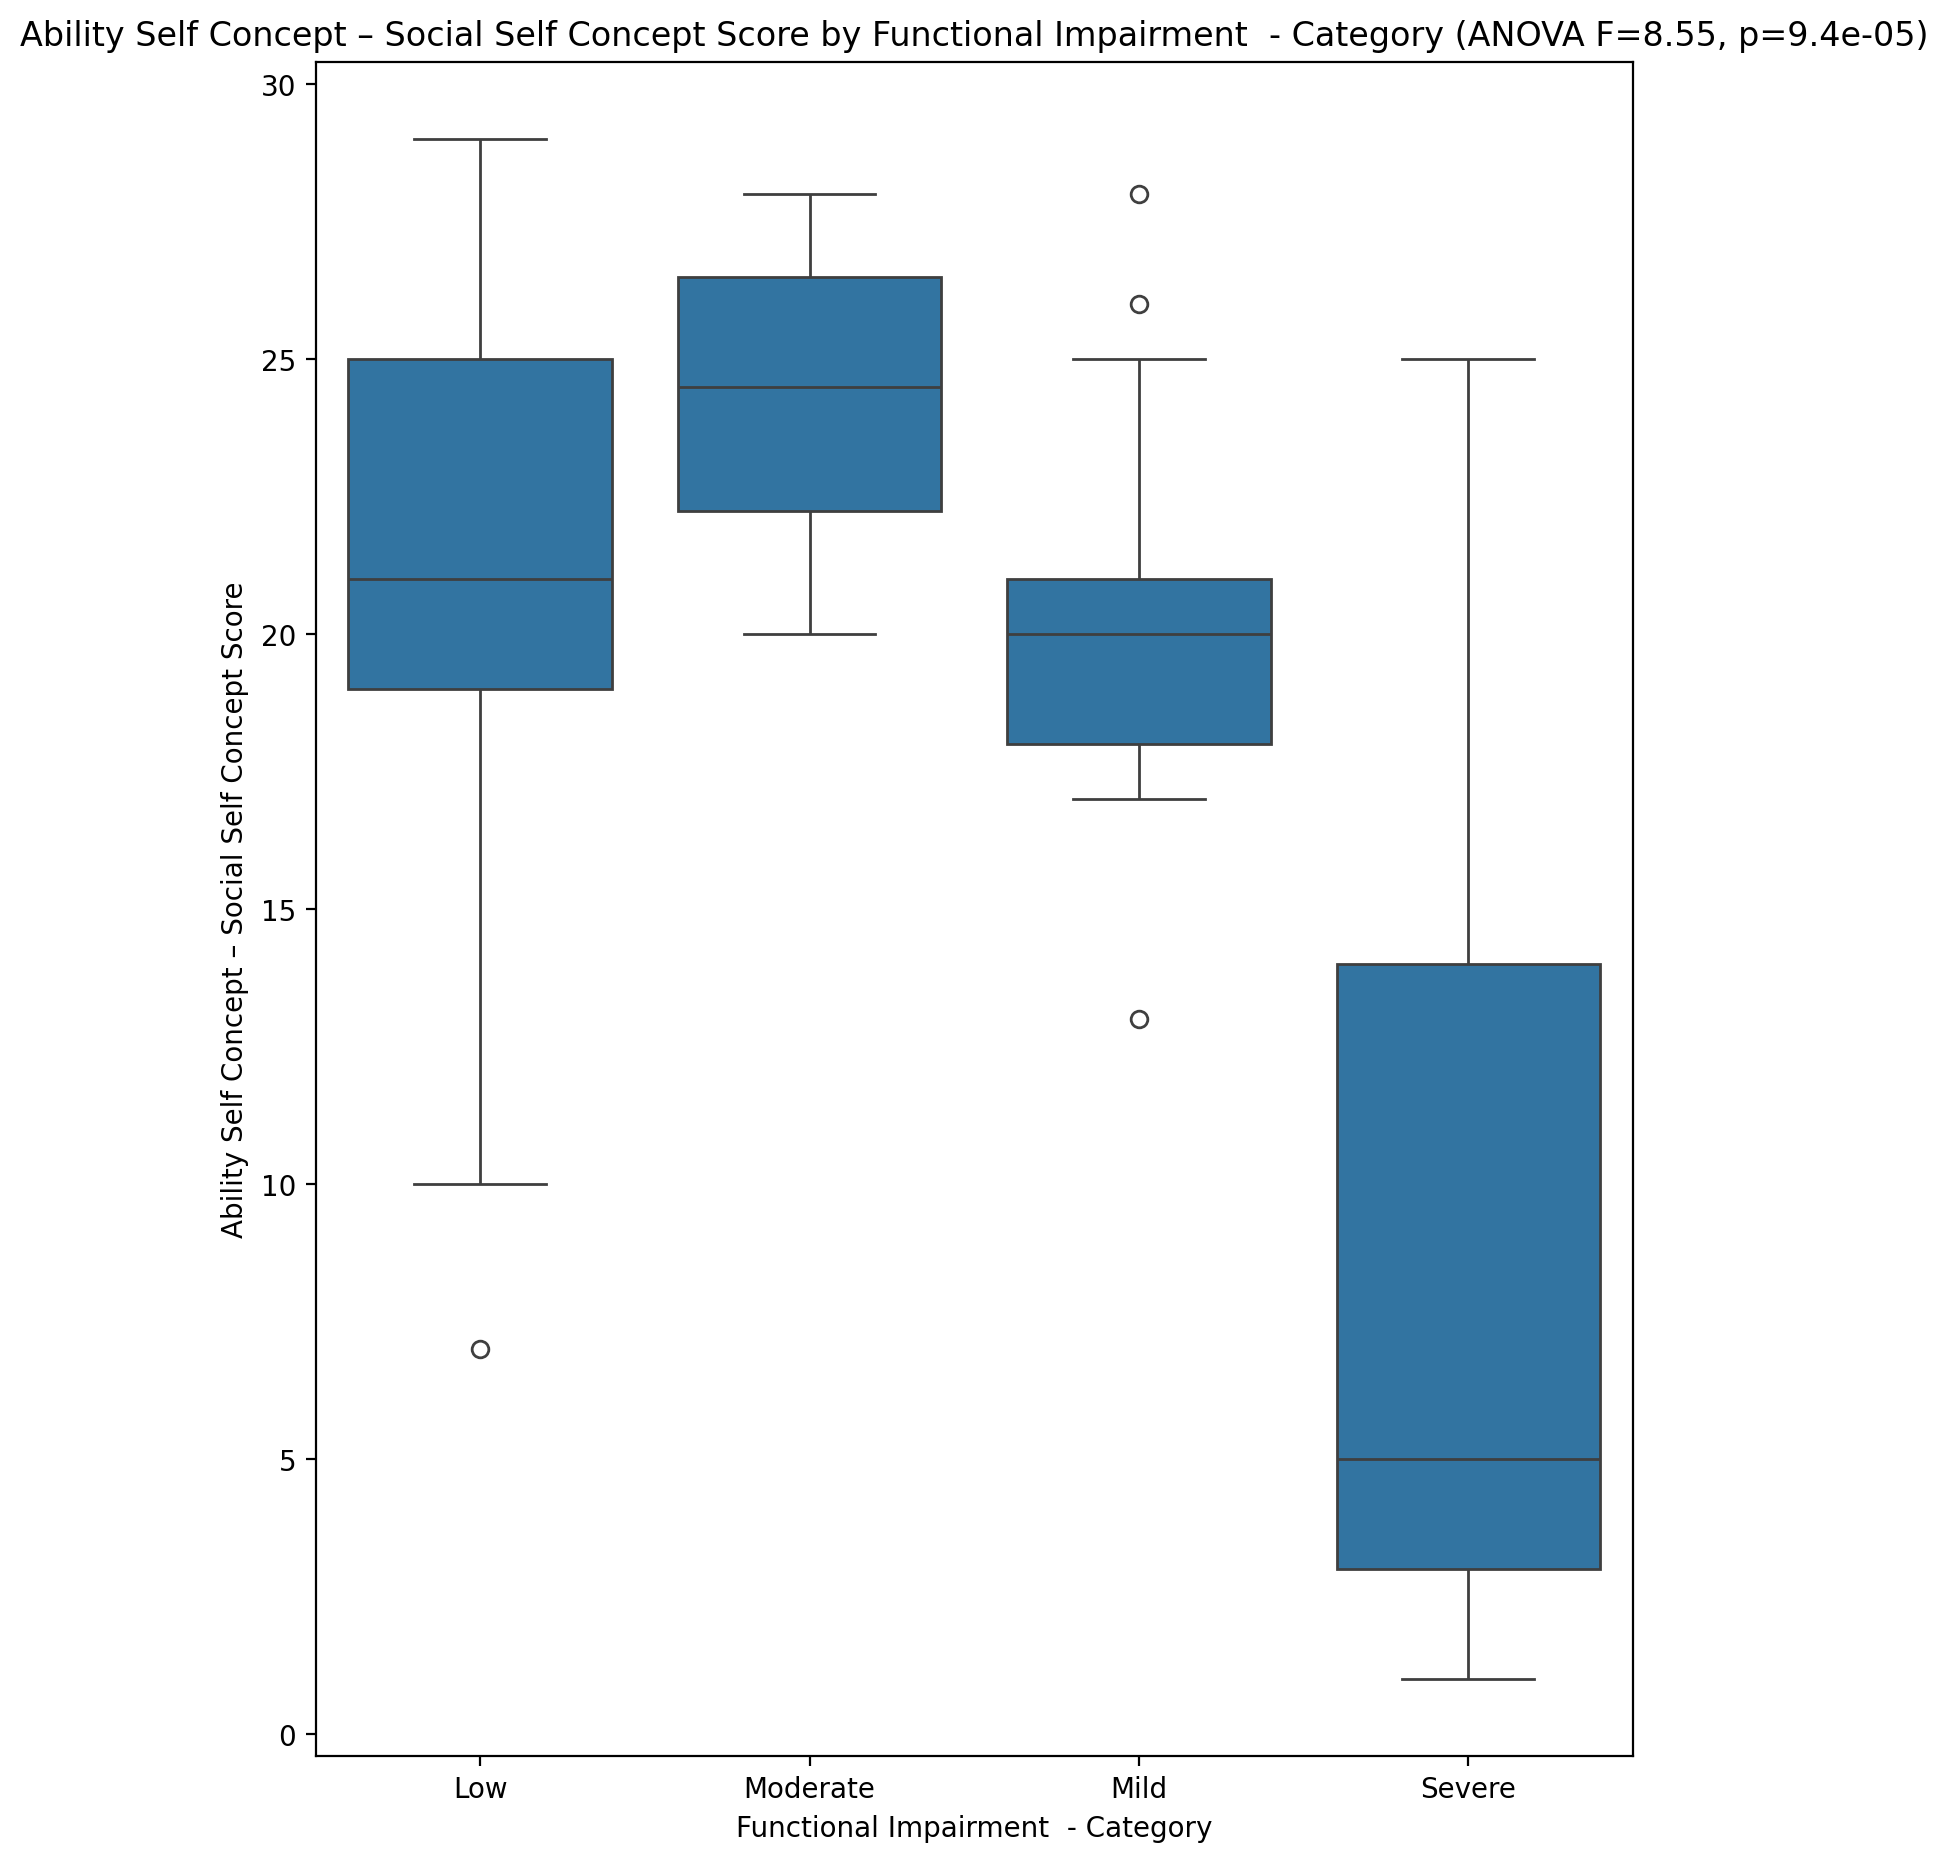 Ability Self Concept – Social Self Concept Score by Functional Impairment  - Category (ANOVA F=8.55, p=9.4e-05)
Ability Self Concept – Social Self Concept Score
30
25
20
15
10
5
0
Low Moderate Mild Severe
Functional Impairment  - Category